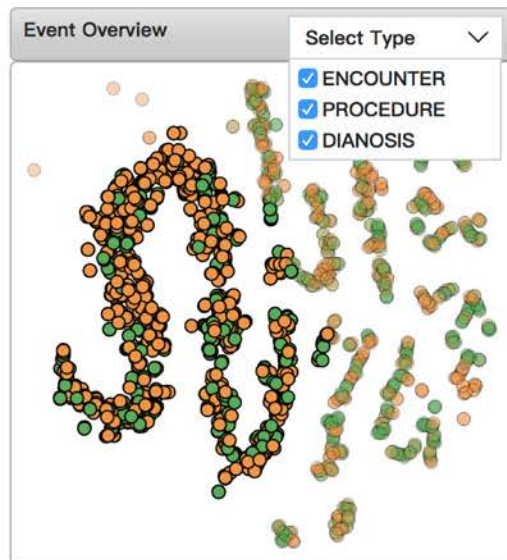 Event Overview
Select Type
ENCOUNTER
PROCEDURE
DIANOSIS